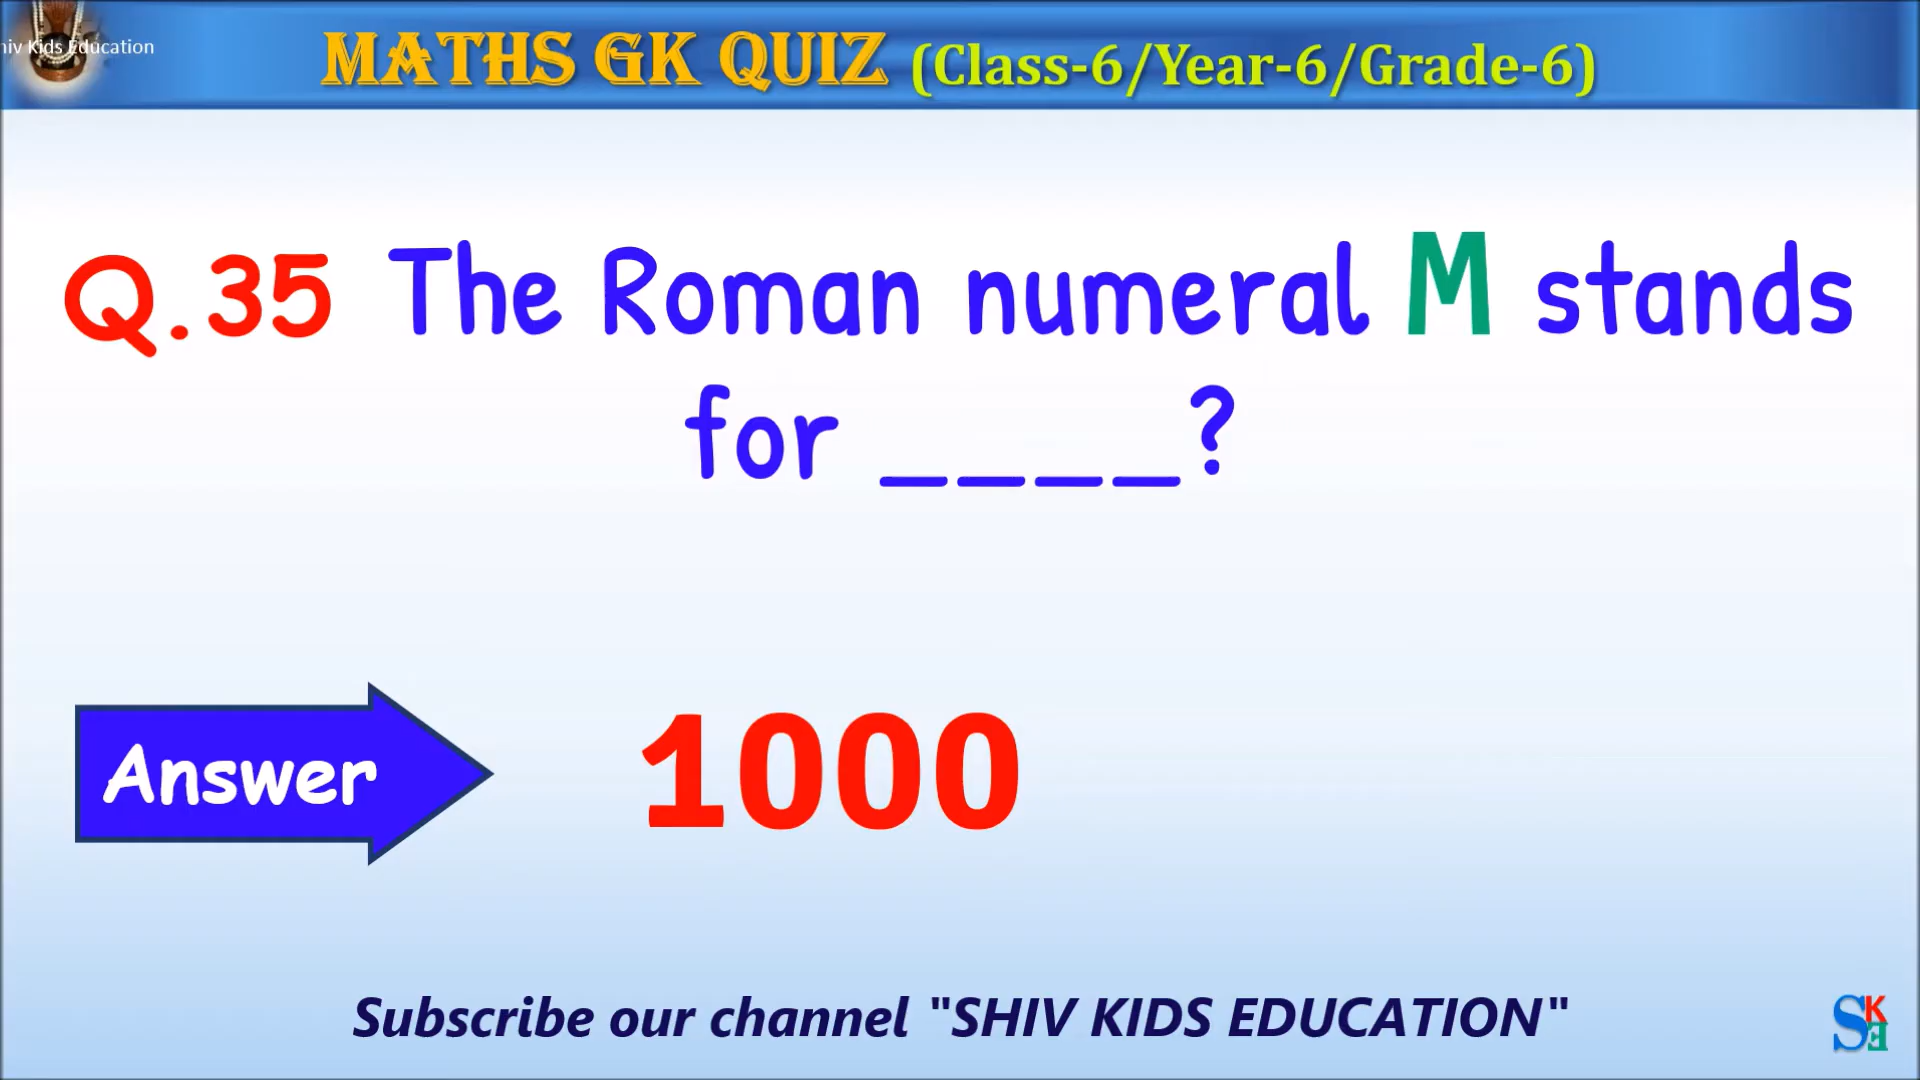 hiv Kids Education
MATHS GK QUIZ (Class-6/Year-6/Grade-6)
Q.35 The Roman numeral M stands
for ____?
Answer 1000
Subscribe our channel "SHIV KIDS EDUCATION"
SKE